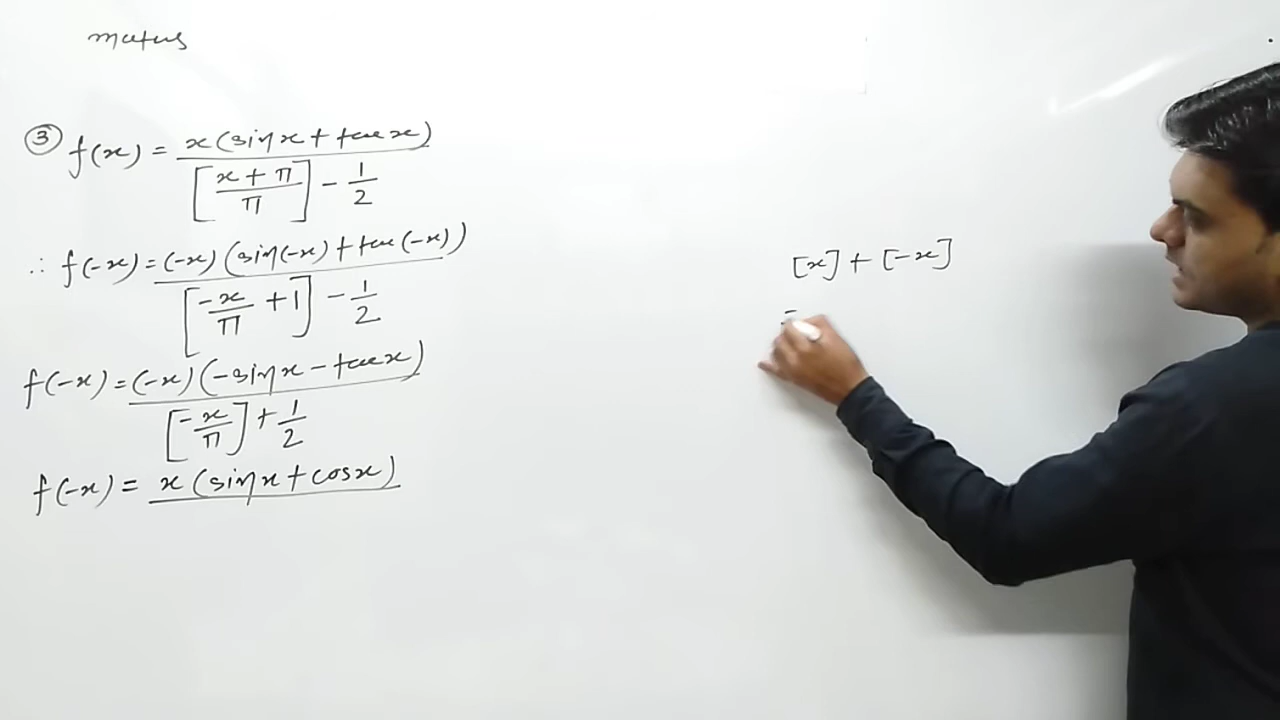 maths
③ f(x) = x(sin x + tan x) / [(x + π)/π] - 1/2
∴ f(-x) = (-x)(sin(-x) + tan(-x)) / [-x/π + 1] - 1/2
f(-x) = (-x)(-sin x - tan x) / [-x/π] + 1/2
f(-x) = x(sin x + cos x)
[x] + [-x]
=